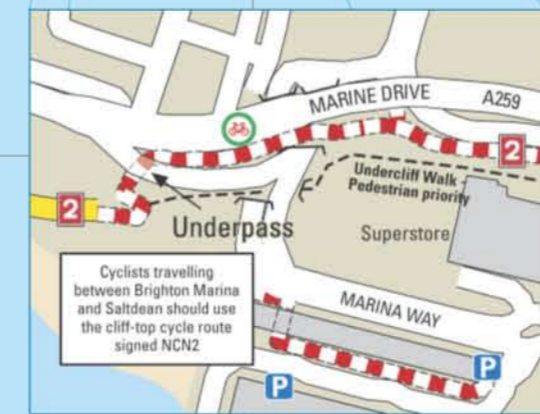 MARINE DRIVE
A259
2
Undercliff Walk -
Pedestrian priority
2
Underpass
Superstore
Cyclists travelling
between Brighton Marina
and Saltdean should use
the cliff-top cycle route
signed NCN2
MARINA WAY
P
P